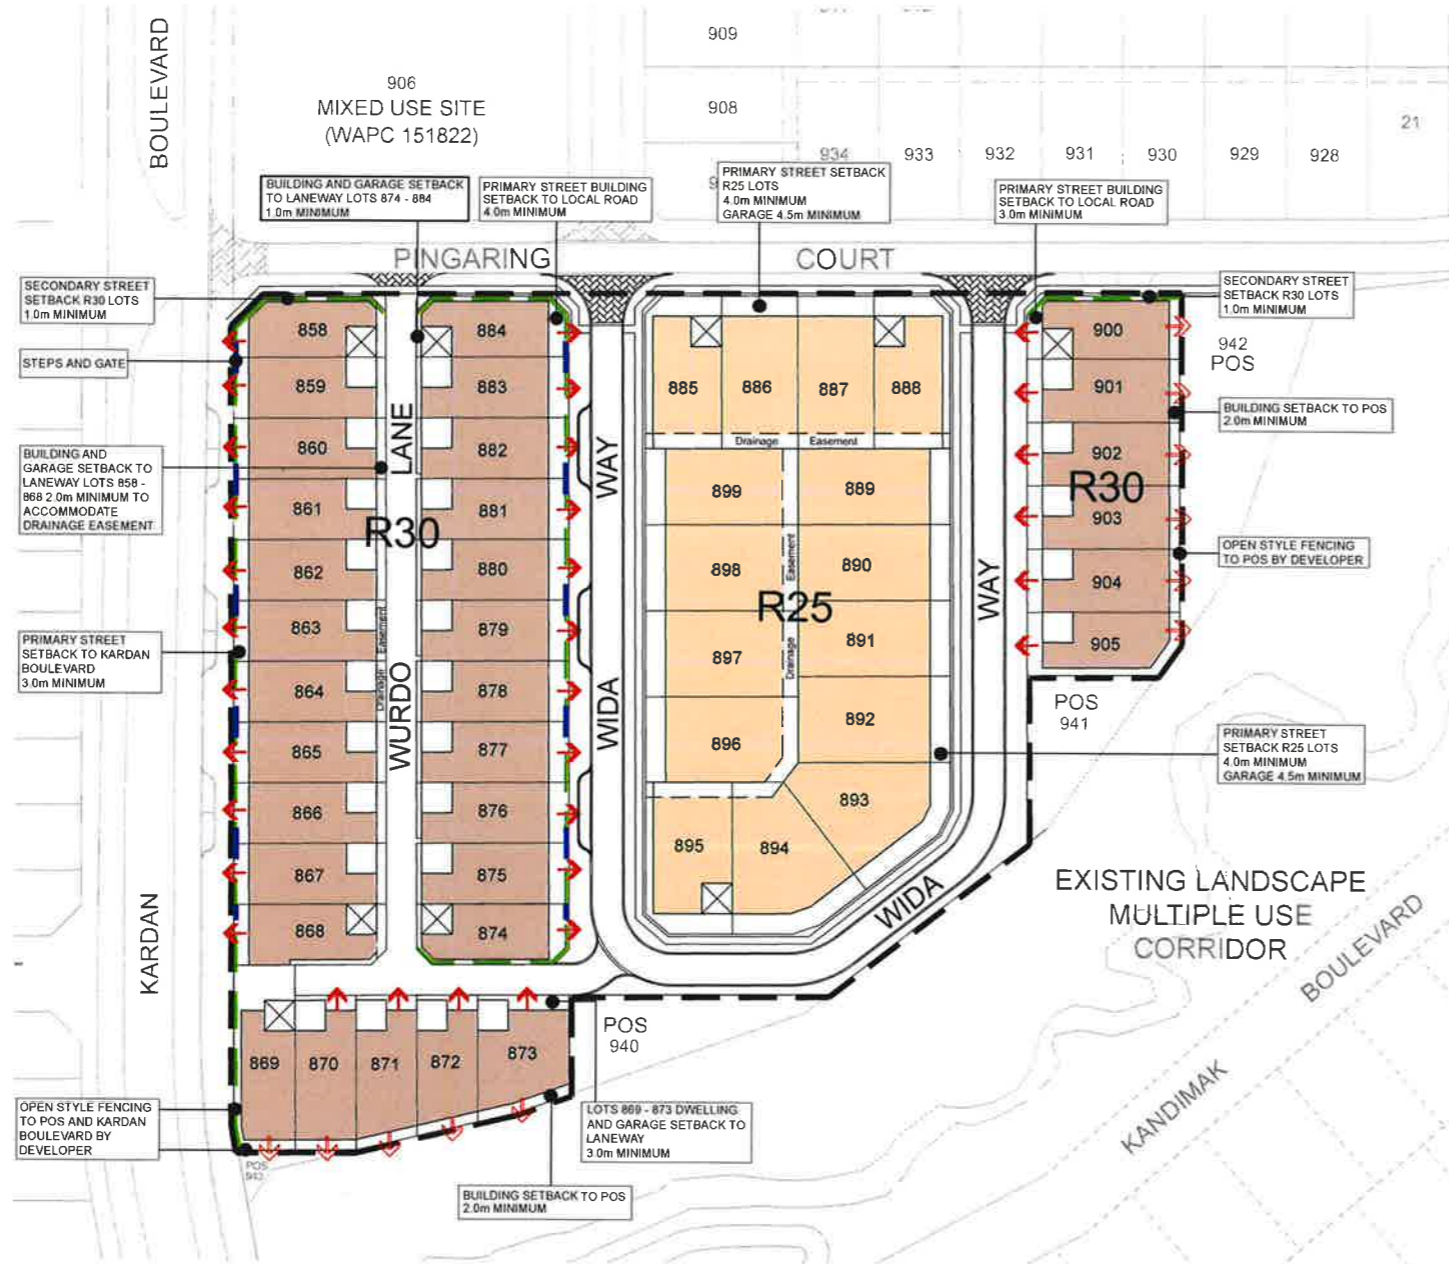 BOULEVARD
909
906
MIXED USE SITE
(WAPC 151822)
908
21
934
933
932
931
930
929
928
BUILDING AND GARAGE SETBACK
TO LANEWAY LOTS 874 - 884
1.0m MINIMUM
PRIMARY STREET BUILDING
SETBACK TO LOCAL ROAD
4.0m MINIMUM
PRIMARY STREET SETBACK
R25 LOTS
4.0m MINIMUM
GARAGE 4.5m MINIMUM
PRIMARY STREET BUILDING
SETBACK TO LOCAL ROAD
3.0m MINIMUM
PINGARING COURT
SECONDARY STREET
SETBACK R30 LOTS
1.0m MINIMUM
STEPS AND GATE
BUILDING AND
GARAGE SETBACK TO
LANEWAY LOTS 858 -
868 2.0m MINIMUM TO
ACCOMMODATE
DRAINAGE EASEMENT
PRIMARY STREET
SETBACK TO KARDAN
BOULEVARD
3.0m MINIMUM
KARDAN
OPEN STYLE FENCING
TO POS AND KARDAN
BOULEVARD BY
DEVELOPER
858
859
860
861
862
863
864
865
866
867
868
R30
Drainage Easement
WURDO LANE
884
883
882
881
880
879
878
877
876
875
874
WIDA WAY
885
886
887
888
Drainage Easement
899
889
898
890
R25
Drainage Easement
897
891
896
892
893
895
894
WIDA
WAY
900
901
902
R30
903
904
905
SECONDARY STREET
SETBACK R30 LOTS
1.0m MINIMUM
942
POS
BUILDING SETBACK TO POS
2.0m MINIMUM
OPEN STYLE FENCING
TO POS BY DEVELOPER
POS
941
PRIMARY STREET
SETBACK R25 LOTS
4.0m MINIMUM
GARAGE 4.5m MINIMUM
EXISTING LANDSCAPE
MULTIPLE USE
CORRIDOR
KANDIMAK BOULEVARD
869
870
871
872
873
POS
940
LOTS 869 - 873 DWELLING
AND GARAGE SETBACK TO
LANEWAY
3.0m MINIMUM
POS
943
BUILDING SETBACK TO POS
2.0m MINIMUM